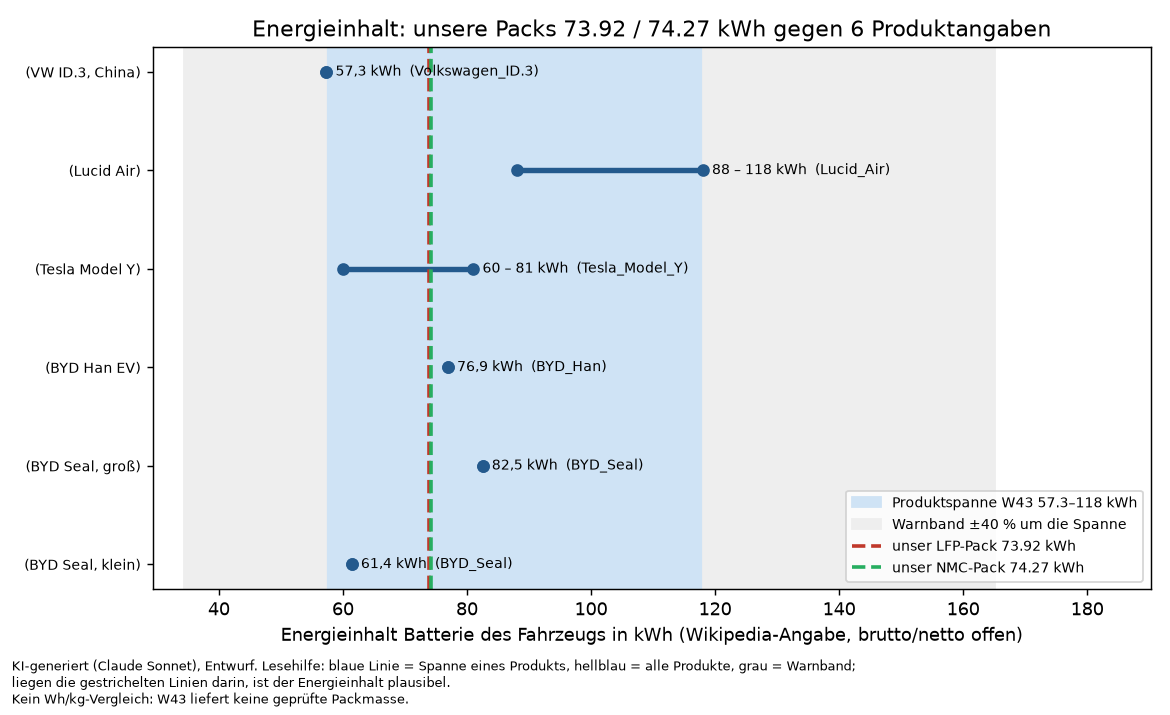 Energieinhalt: unsere Packs 73.92 / 74.27 kWh gegen 6 Produktangaben
(VW ID.3, China)
57,3 kWh (Volkswagen_ID.3)
(Lucid Air)
88 – 118 kWh (Lucid_Air)
(Tesla Model Y)
60 – 81 kWh (Tesla_Model_Y)
(BYD Han EV)
76,9 kWh (BYD_Han)
(BYD Seal, groß)
82,5 kWh (BYD_Seal)
(BYD Seal, klein)
61,4 kWh (BYD_Seal)
Produktspanne W43 57.3–118 kWh
Warnband ±40 % um die Spanne
unser LFP-Pack 73.92 kWh
unser NMC-Pack 74.27 kWh
40 60 80 100 120 140 160 180
Energieinhalt Batterie des Fahrzeugs in kWh (Wikipedia-Angabe, brutto/netto offen)
KI-generiert (Claude Sonnet), Entwurf. Lesehilfe: blaue Linie = Spanne eines Produkts, hellblau = alle Produkte, grau = Warnband;
liegen die gestrichelten Linien darin, ist der Energieinhalt plausibel.
Kein Wh/kg-Vergleich: W43 liefert keine geprüfte Packmasse.